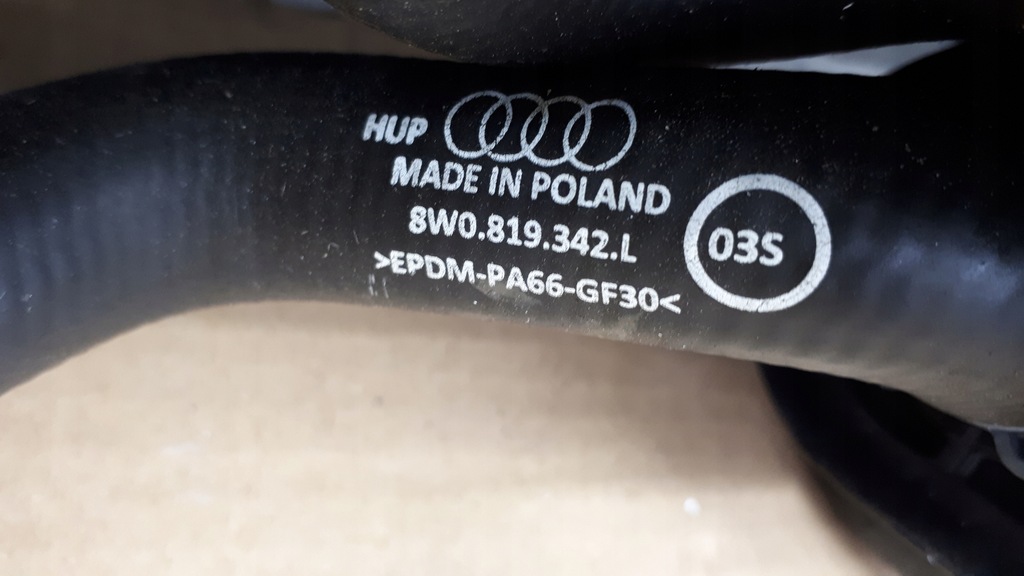 HUP
MADE IN POLAND
8W0.819.342.L
>EPDM-PA66-GF30<
03S